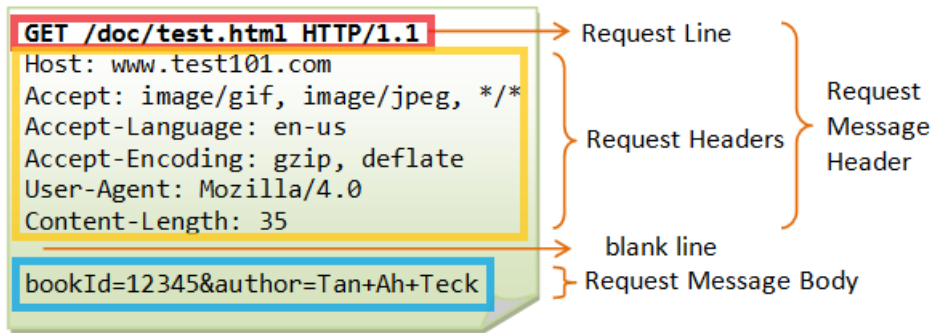 GET /doc/test.html HTTP/1.1
Request Line
Host: www.test101.com
Accept: image/gif, image/jpeg, */*
Accept-Language: en-us
Accept-Encoding: gzip, deflate
User-Agent: Mozilla/4.0
Content-Length: 35
Request Headers
Request
Message
Header
blank line
bookId=12345&author=Tan+Ah+Teck
Request Message Body